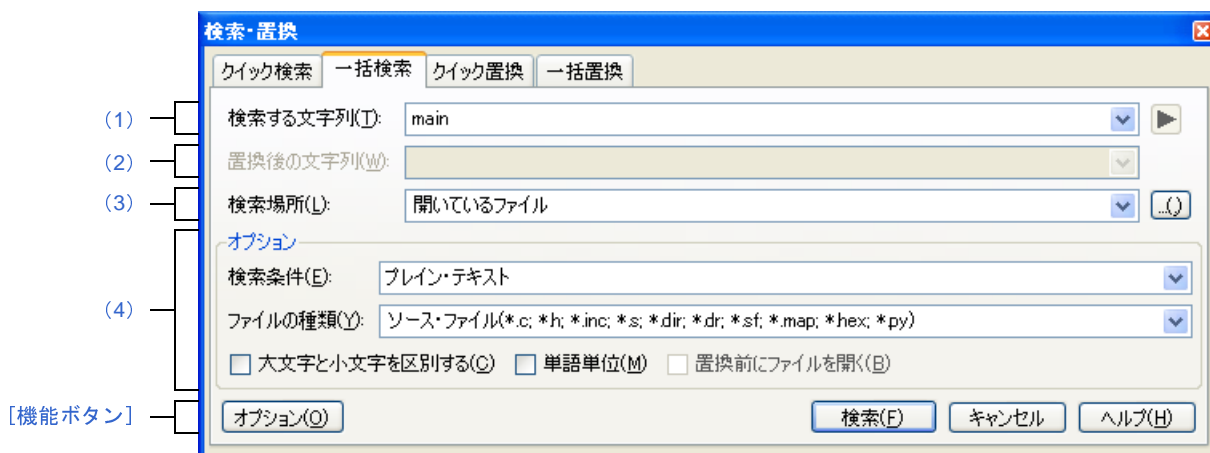 検索・置換
クイック検索 一括検索 クイック置換 一括置換
(1) 検索する文字列(T): main
(2) 置換後の文字列(W):
(3) 検索場所(L): 開いているファイル ...()
オプション
検索条件(E): プレイン・テキスト
(4) ファイルの種類(Y): ソース・ファイル(*.c; *.h; *.inc; *.s; *.dir; *.dr; *.sf; *.map; *.hex; *.py)
大文字と小文字を区別する(C) 単語単位(M) 置換前にファイルを開く(B)
[機能ボタン] オプション(O) 検索(F) キャンセル ヘルプ(H)